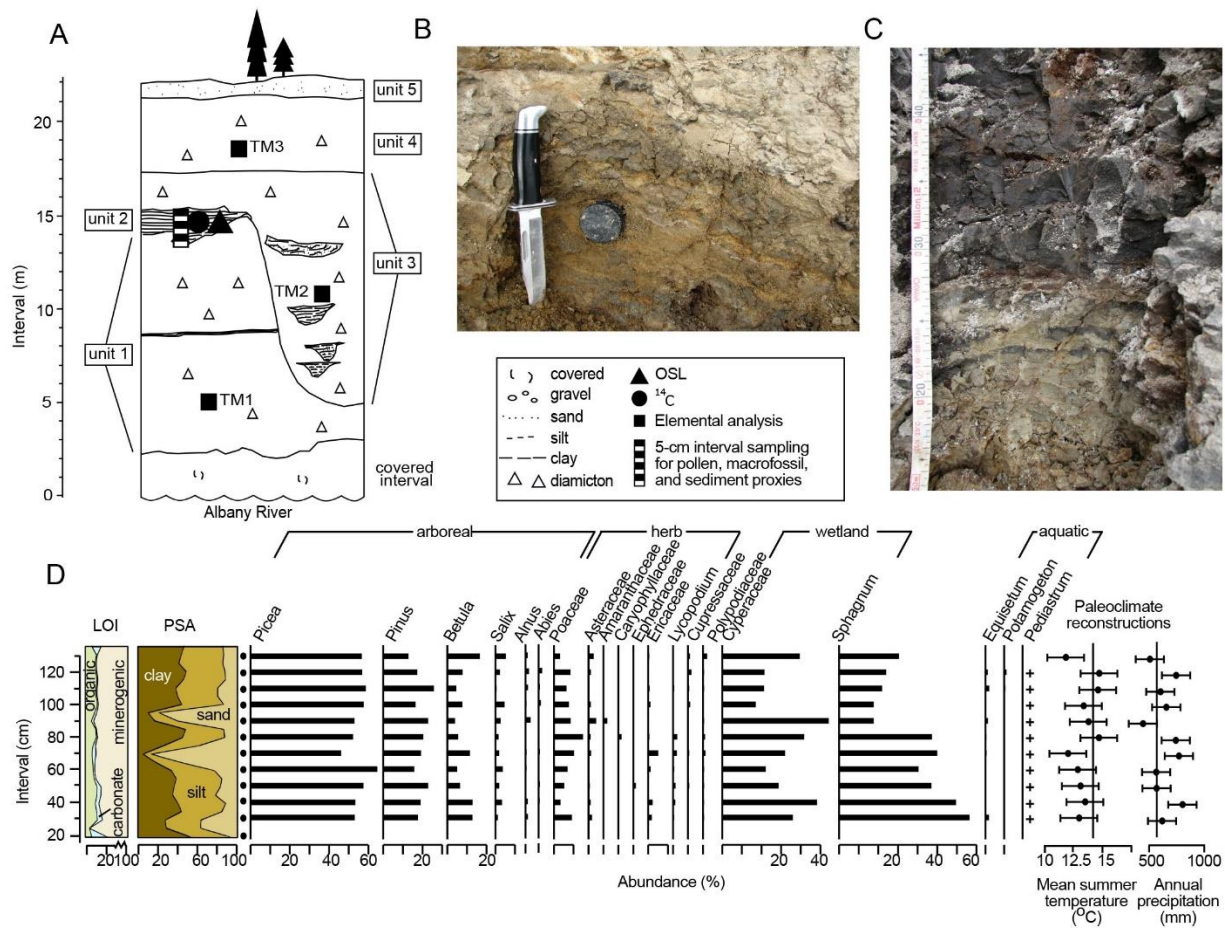 A
B
C
unit 5
20
TM3
unit 4
15
unit 2
unit 3
TM2
10
unit 1
5
TM1
0
covered
interval
Albany River
Interval (m)
covered
gravel
sand
silt
clay
diamicton
OSL
14C
Elemental analysis
5-cm interval sampling
for pollen, macrofossil,
and sediment proxies
40
30
20
arboreal
herb
wetland
aquatic
D
LOI
PSA
Picea
Pinus
Betula
Salix
Alnus
Abies
Poaceae
Asteraceae
Amaranthaceae
Caryophyllaceae
Ephedraceae
Ericaceae
Lycopodium
Cupressaceae
Polypodiaceae
Cyperaceae
Sphagnum
Equisetum
Potamogeton
Pediastrum
Paleoclimate
reconstructions
organic
minerogenic
carbonate
clay
sand
silt
Interval (cm)
120
100
80
60
40
20
20 100
20 60 100
20 40 60
20
20
20 40
20 40 60
10 12.5 15
500 1000
Abundance (%)
Mean summer
temperature
(°C)
Annual
precipitation
(mm)